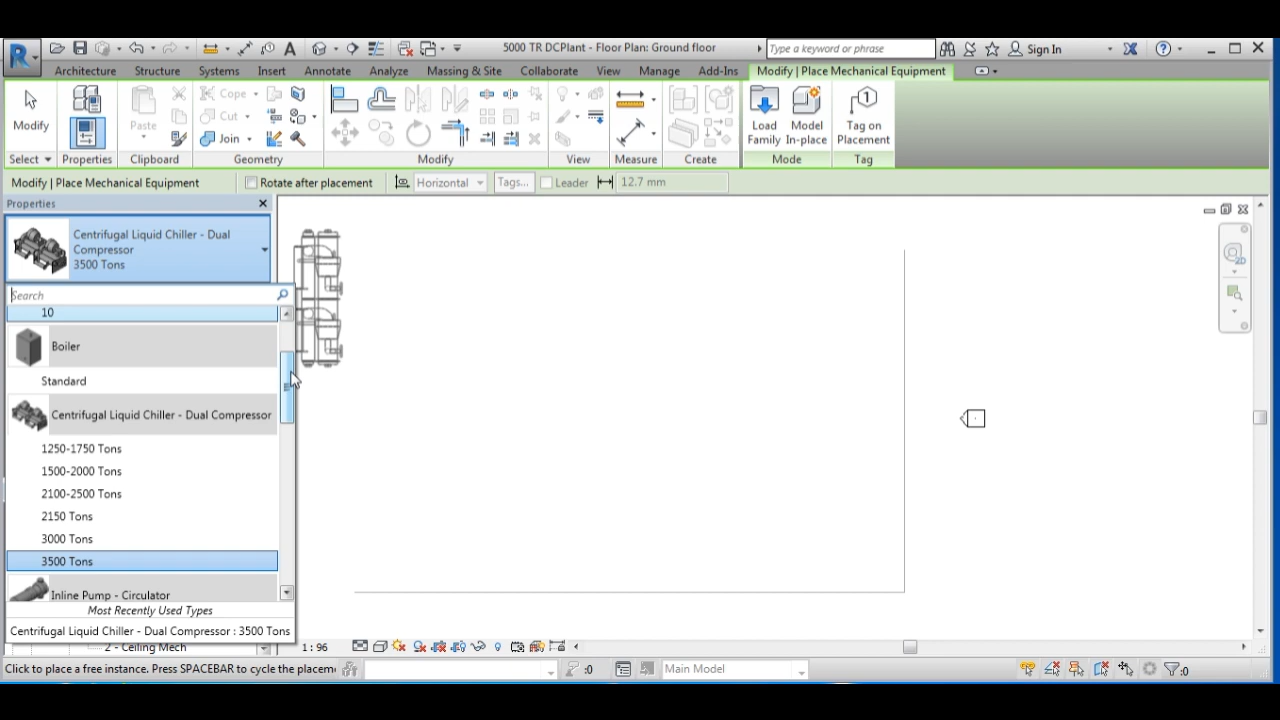 5000 TR DCPlant - Floor Plan: Ground floor
Type a keyword or phrase
Sign In
Architecture Structure Systems Insert Annotate Analyze Massing & Site Collaborate View Manage Add-Ins Modify | Place Mechanical Equipment
Modify
Paste
Cope
Cut
Join
Load Family
Model In-place
Tag on Placement
Select Properties Clipboard Geometry Modify View Measure Create Mode Tag
Modify | Place Mechanical Equipment Rotate after placement Horizontal Tags... Leader 12.7 mm
Properties
Centrifugal Liquid Chiller - Dual
Compressor
3500 Tons
Search
10
Boiler
Standard
Centrifugal Liquid Chiller - Dual Compressor
1250-1750 Tons
1500-2000 Tons
2100-2500 Tons
2150 Tons
3000 Tons
3500 Tons
Inline Pump - Circulator
Most Recently Used Types
Centrifugal Liquid Chiller - Dual Compressor : 3500 Tons
2 - Ceiling Mech
1 : 96
Click to place a free instance. Press SPACEBAR to cycle the placem
:0
Main Model
:0